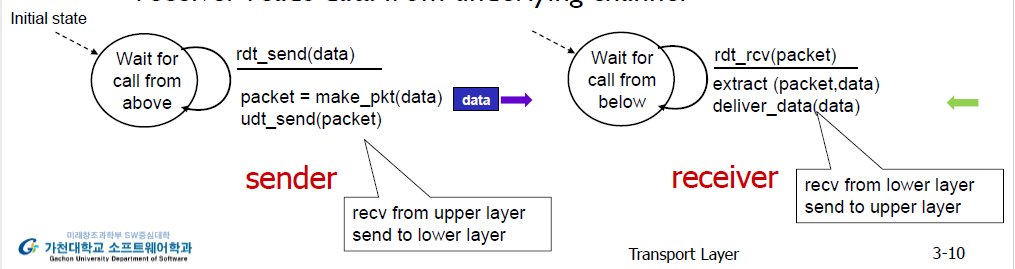 receiver reads data from underlying channel
Initial state
Wait for
call from
above
rdt_send(data)
packet = make_pkt(data)
udt_send(packet)
data
Wait for
call from
below
rdt_rcv(packet)
extract (packet,data)
deliver_data(data)
sender
receiver
recv from upper layer
send to lower layer
recv from lower layer
send to upper layer
미래창조과학부 SW중심대학
가천대학교 소프트웨어학과
Gachon University Department of Software
Transport Layer
3-10